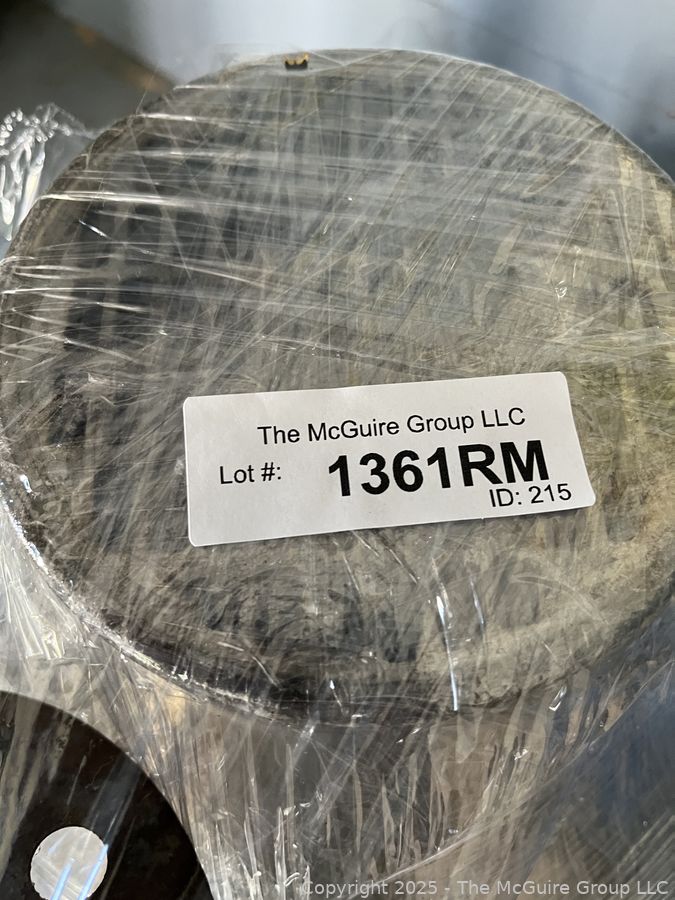 The McGuire Group LLC
Lot #: 1361RM
ID: 215
Copyright 2025 - The McGuire Group LLC